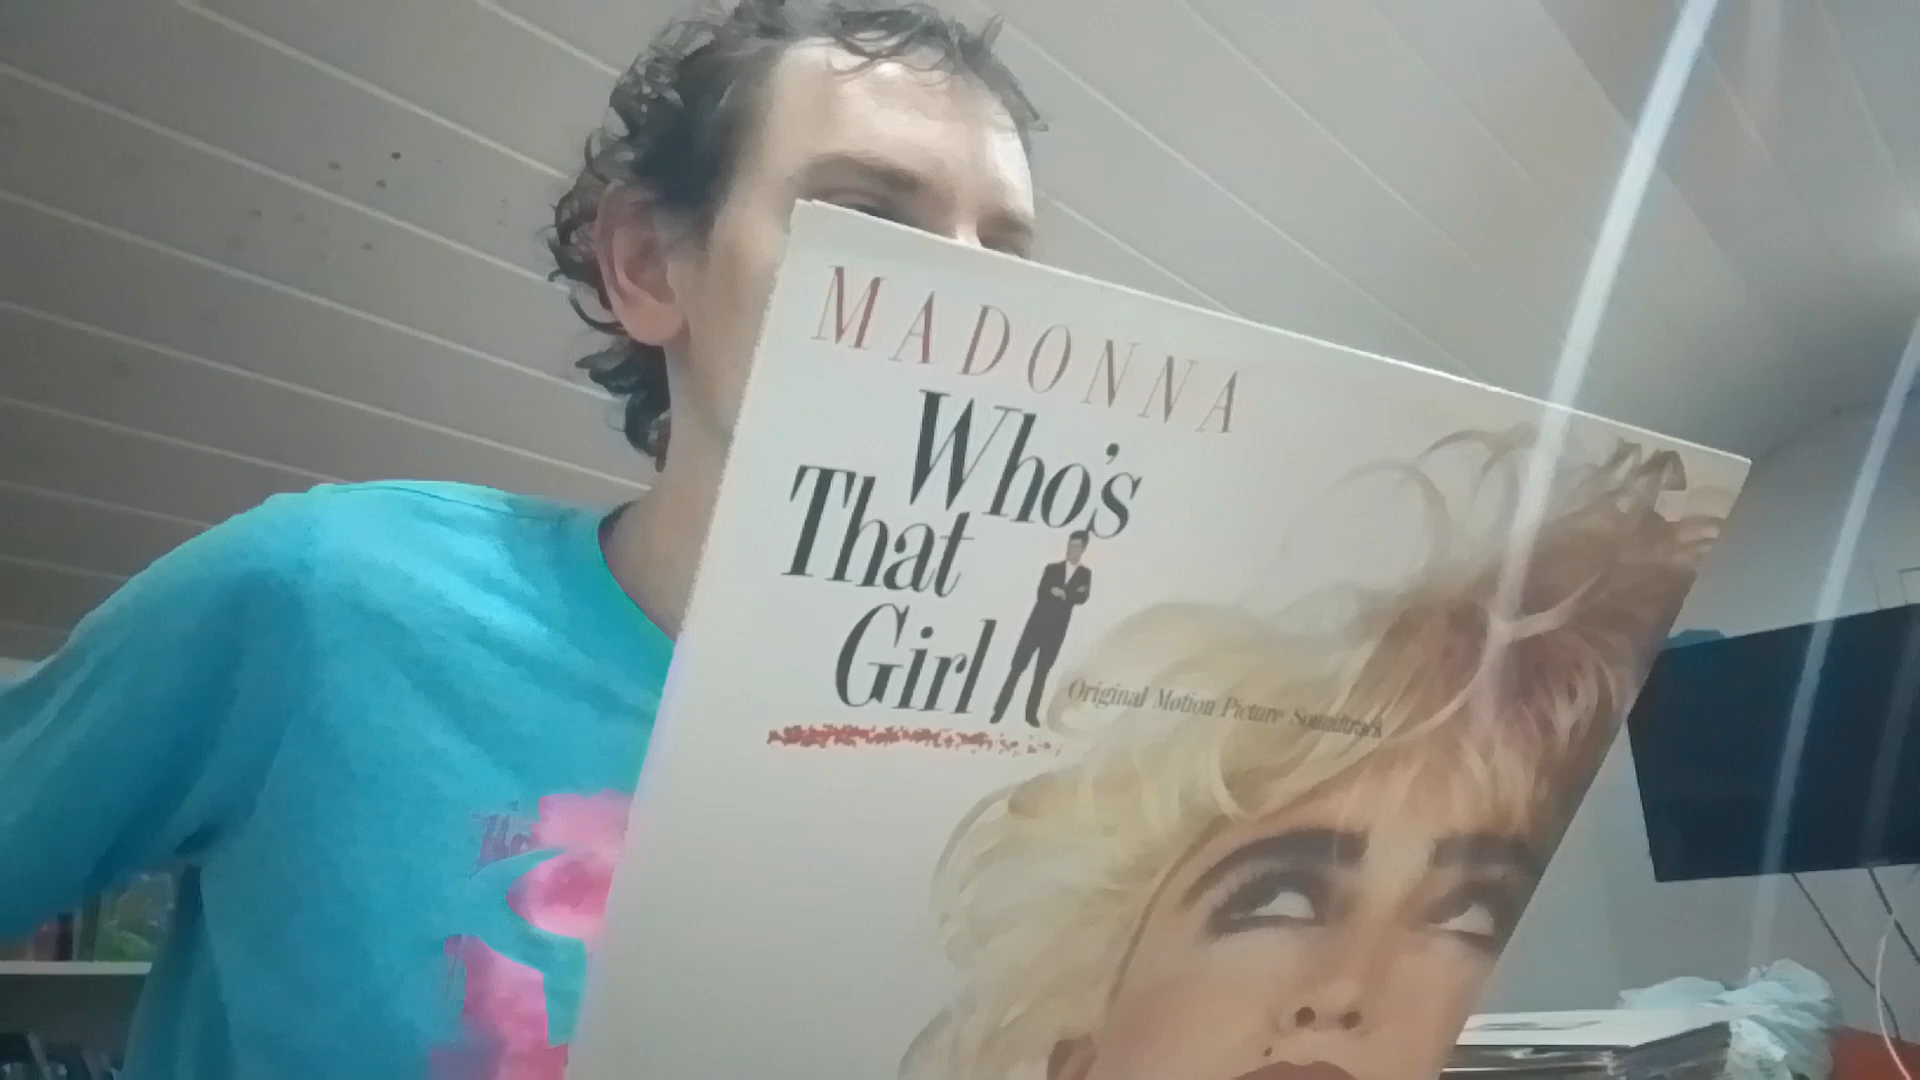 MADONNA
Who's
That
Girl
Original Motion Picture Soundtrack